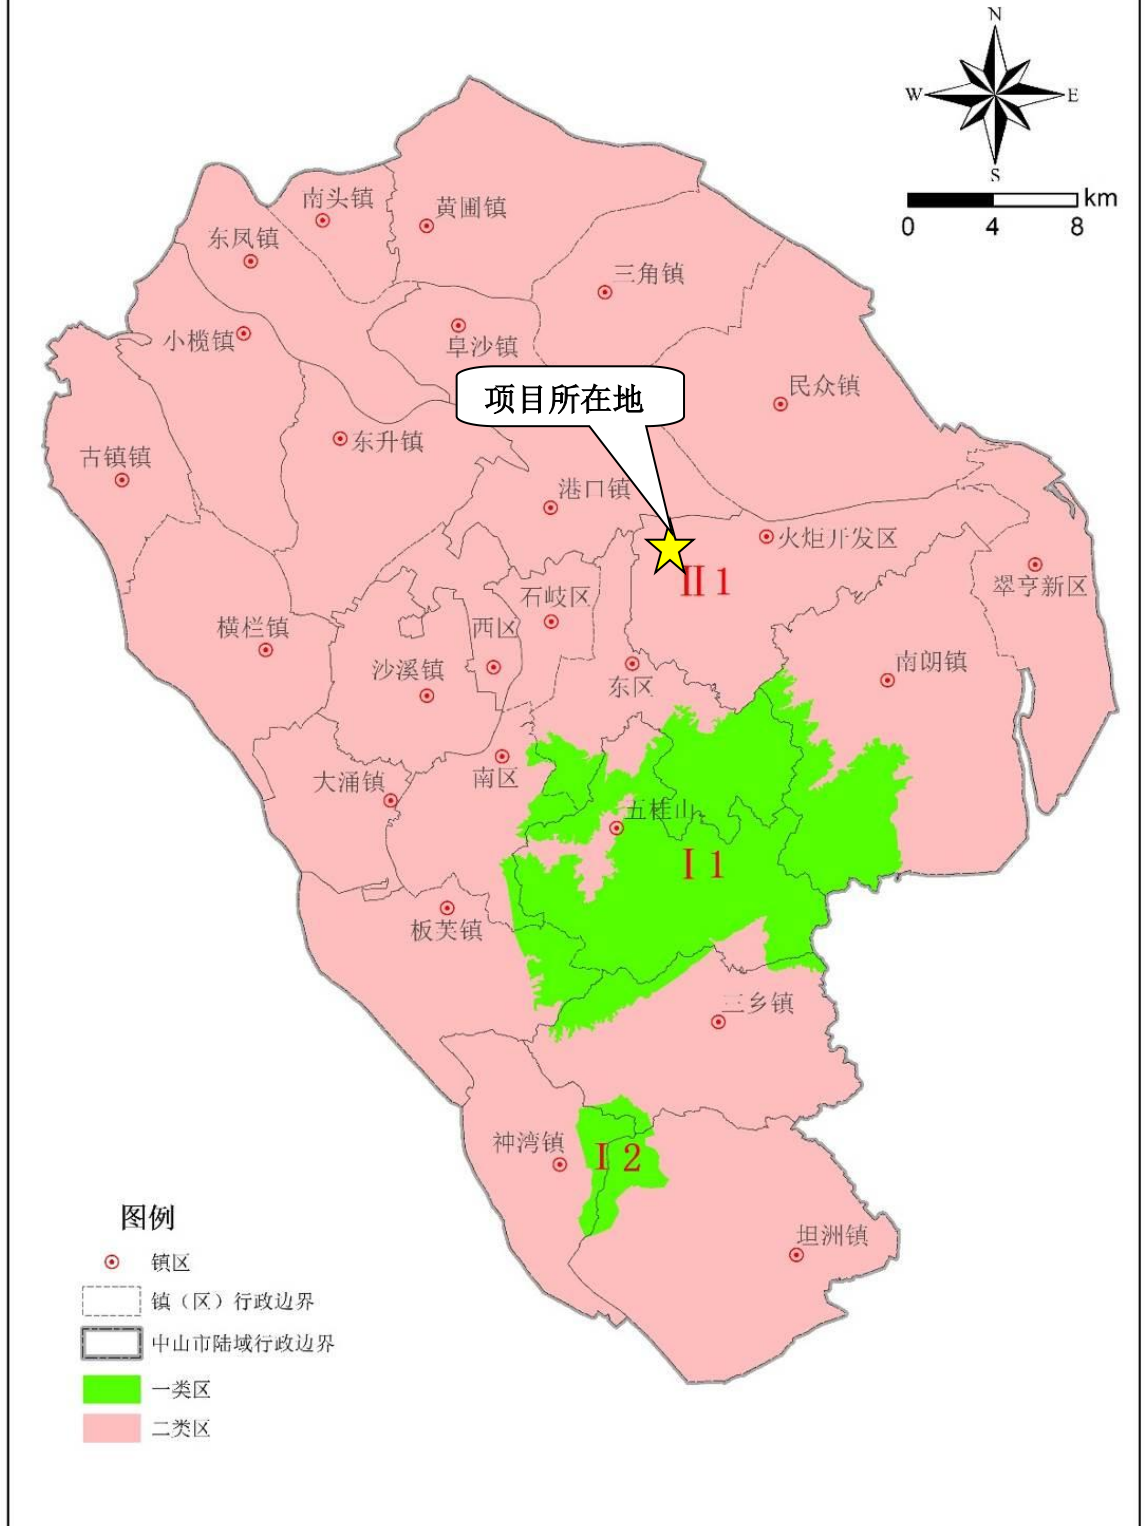 N
W
E
S
km
0
4
8
南头镇
黄圃镇
东凤镇
三角镇
小榄镇
阜沙镇
民众镇
项目所在地
东升镇
古镇镇
港口镇
火炬开发区
翠亨新区
Ⅱ 1
石岐区
横栏镇
西区
沙溪镇
东区
南朗镇
南区
大涌镇
五桂山
Ⅰ 1
板芙镇
三乡镇
神湾镇
Ⅰ 2
坦洲镇
图例
镇区
镇（区）行政边界
中山市陆域行政边界
一类区
二类区